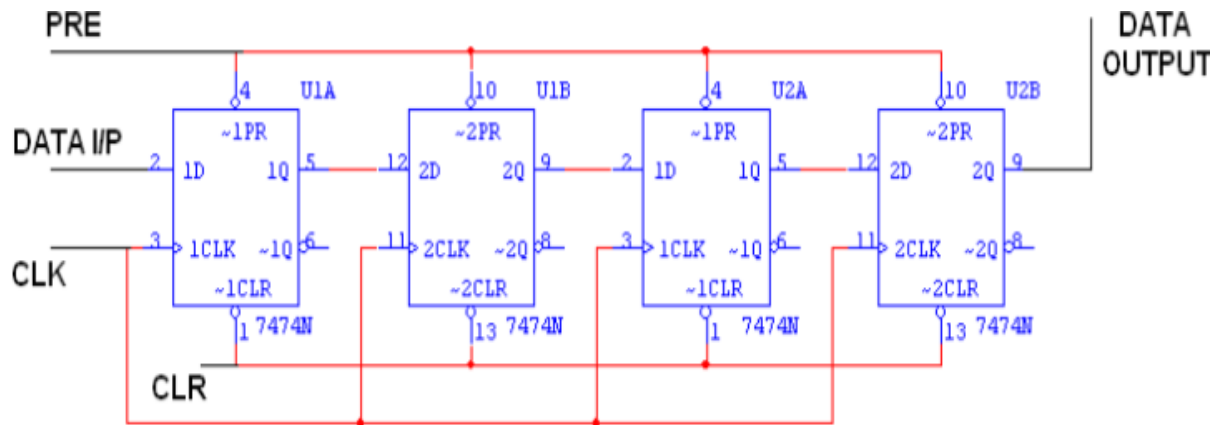 PRE
DATA
OUTPUT
4 U1A 10 U1B 4 U2A 10 U2B
~1PR ~2PR ~1PR ~2PR
DATA I/P
2 1D 1Q 5 12 2D 2Q 9 2 1D 1Q 5 12 2D 2Q 9
3 1CLK ~1Q 6 11 2CLK ~2Q 8 3 1CLK ~1Q 6 11 2CLK ~2Q 8
CLK
~1CLR ~2CLR ~1CLR ~2CLR
1 7474N 13 7474N 1 7474N 13 7474N
CLR